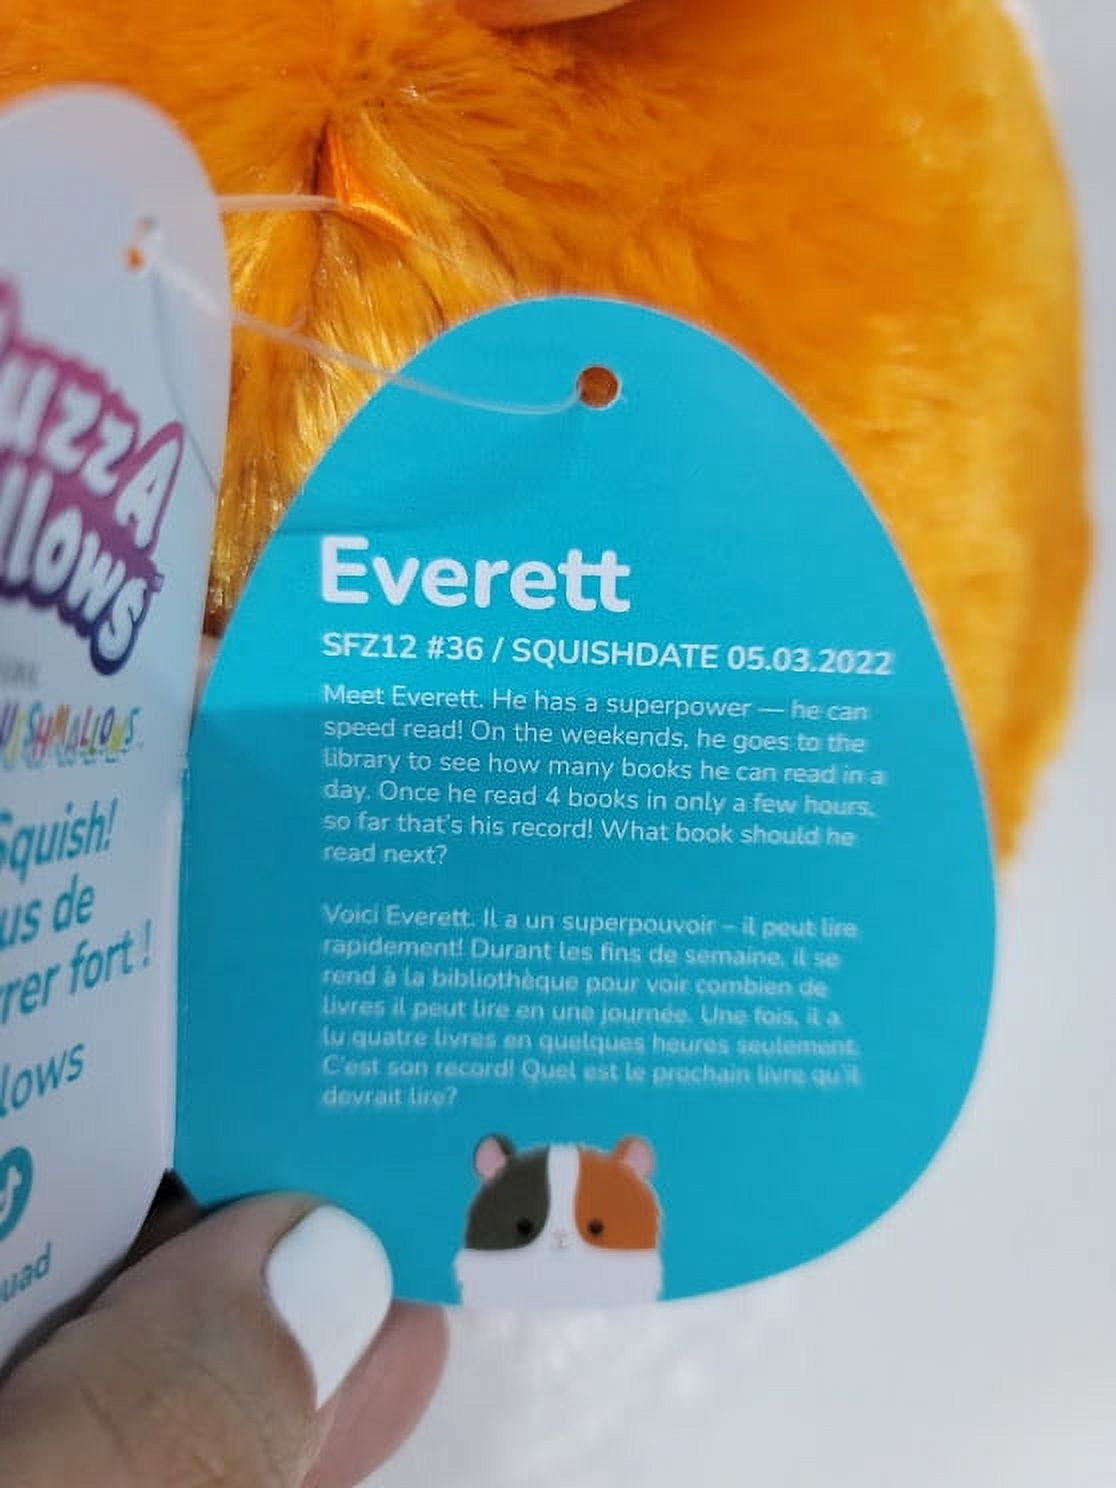 Squish!
us de
fort !
Everett
SFZ12 #36 / SQUISHDATE 05.03.2022
Meet Everett. He has a superpower — he can
speed read! On the weekends, he goes to the
library to see how many books he can read in a
day. Once he read 4 books in only a few hours,
so far that's his record! What book should he
read next?
Voici Everett. Il a un superpouvoir – il peut lire
rapidement! Durant les fins de semaine, il se
rend à la bibliothèque pour voir combien de
livres il peut lire en une journée. Une fois, il a
lu quatre livres en quelques heures seulement.
C'est son record! Quel est le prochain livre qu'il
devrait lire?